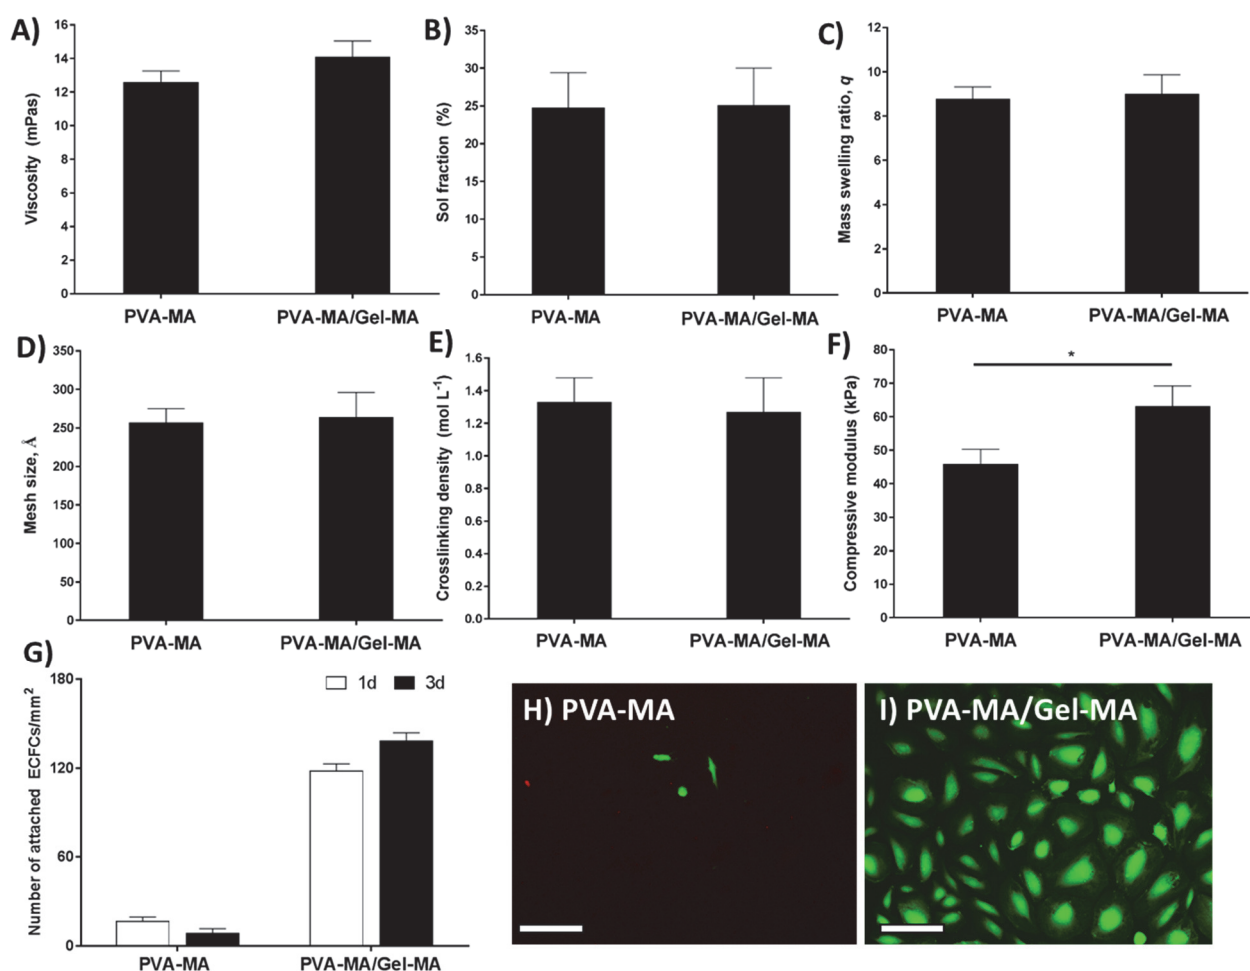 A)
16
14
12
10
8
6
4
2
0
Viscosity (mPas)
PVA-MA
PVA-MA/Gel-MA
B)
35
30
25
20
15
10
5
0
Sol fraction (%)
PVA-MA
PVA-MA/Gel-MA
C)
12
10
8
6
4
2
0
Mass swelling ratio, q
PVA-MA
PVA-MA/Gel-MA
D)
350
300
250
200
150
100
50
0
Mesh size, Å
PVA-MA
PVA-MA/Gel-MA
E)
1.6
1.4
1.2
1.0
0.8
0.6
0.4
0.2
0.0
Crosslinking density (mol L⁻¹)
PVA-MA
PVA-MA/Gel-MA
F)
80
70
60
50
40
30
20
10
0
Compressive modulus (kPa)
*
PVA-MA
PVA-MA/Gel-MA
G)
180
120
60
0
Number of attached ECFCs/mm²
1d 3d
PVA-MA
PVA-MA/Gel-MA
H) PVA-MA
I) PVA-MA/Gel-MA